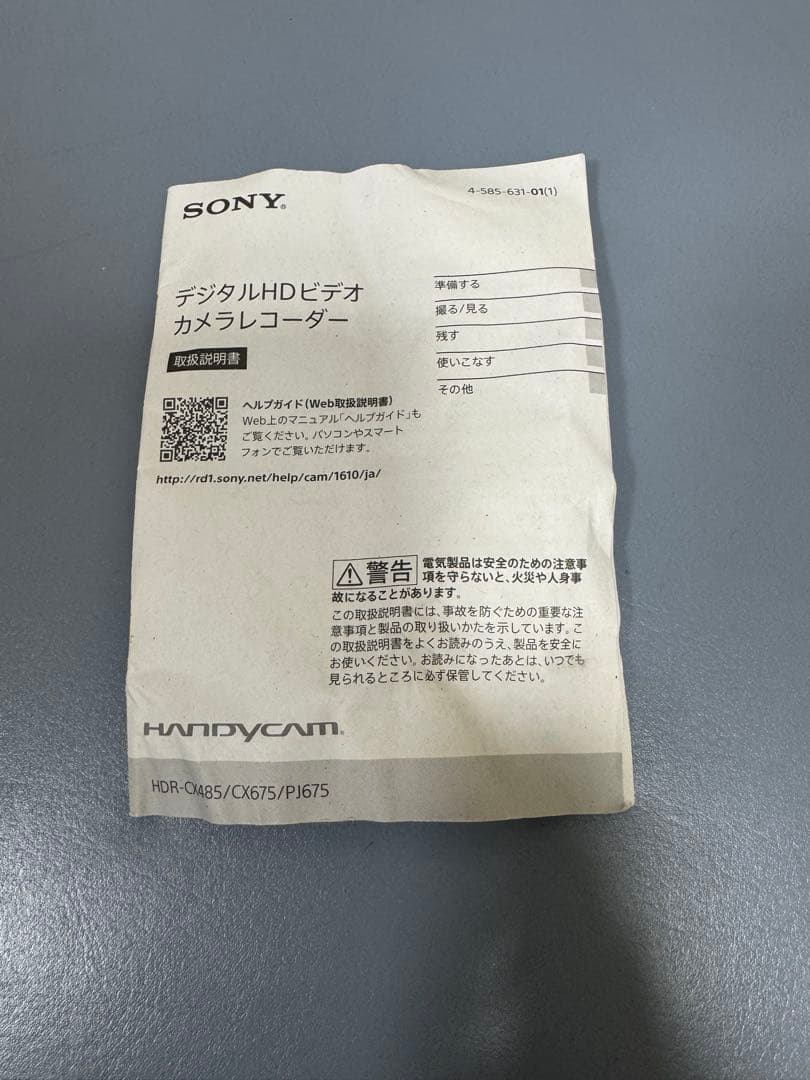 SONY®
4-585-631-01(1)
デジタルHDビデオ
カメラレコーダー
取扱説明書
準備する
撮る/見る
残す
使いこなす
その他
ヘルプガイド(Web取扱説明書)
Web上のマニュアル「ヘルプガイド」も
ご覧ください。パソコンやスマート
フォンでご覧いただけます。
http://rd1.sony.net/help/cam/1610/ja/
警告
電気製品は安全のための注意事
項を守らないと、火災や人身事
故になることがあります。
この取扱説明書には、事故を防ぐための重要な注
意事項と製品の取り扱いかたを示しています。こ
の取扱説明書をよくお読みのうえ、製品を安全に
お使いください。お読みになったあとは、いつでも
見られるところに必ず保管してください。
HANDYCAM®
HDR-CX485/CX675/PJ675